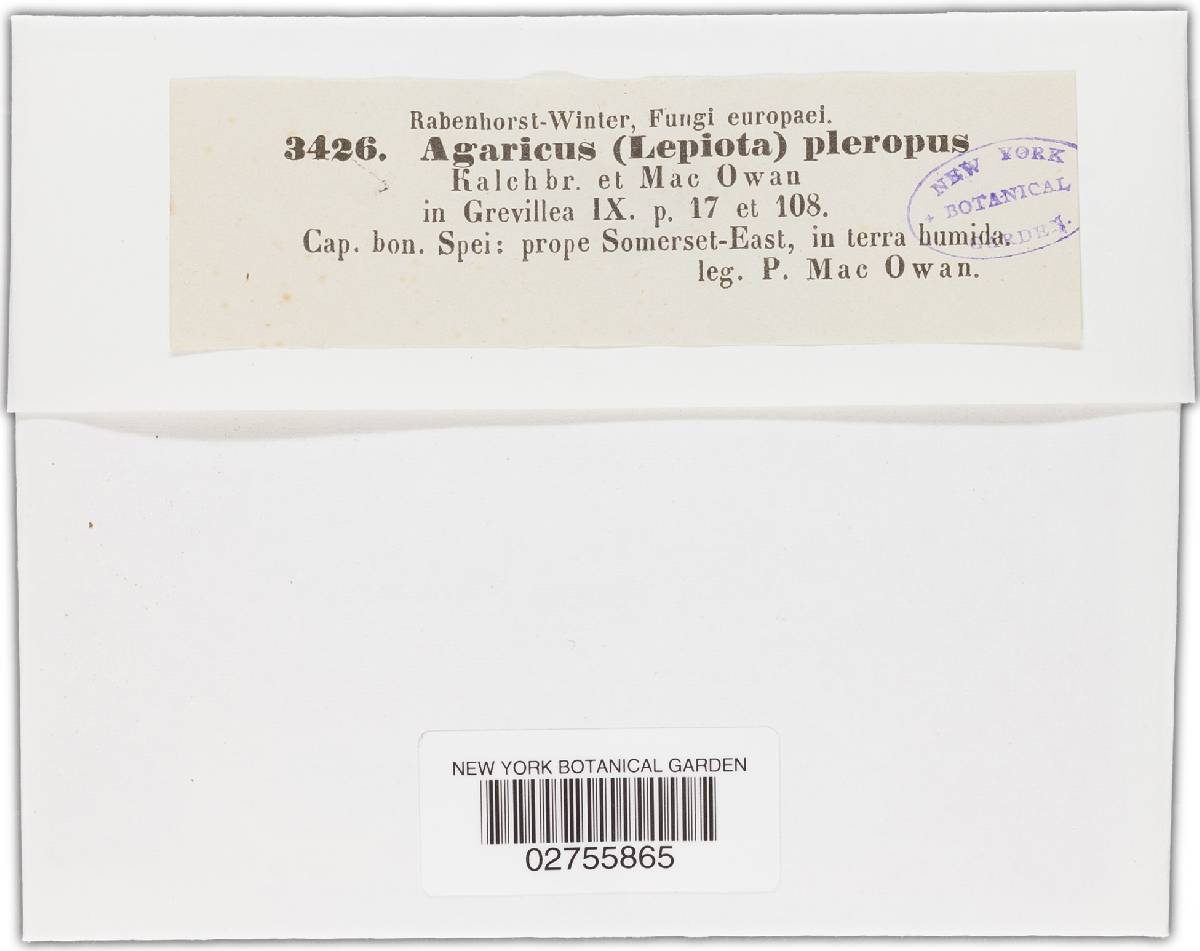 Rabenhorst-Winter, Fungi europaei.
3426. Agaricus (Lepiota) pleropus
Kalchbr. et Mac Owan
in Grevillea IX. p. 17 et 108.
Cap. bon. Spei: prope Somerset-East, in terra humida.
leg. P. Mac Owan.
NEW YORK
+ BOTANICAL
GARDEN.
NEW YORK BOTANICAL GARDEN
02755865